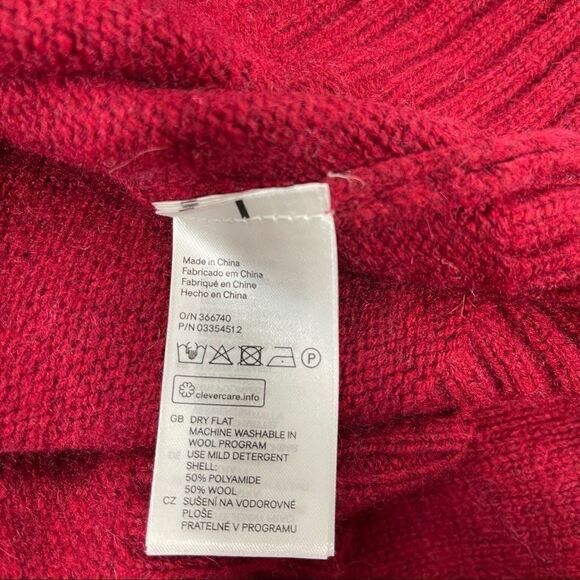 Made in China
Fabricado em China
Fabriqué en Chine
Hecho en China
O/N 366740
P/N 03354512
P
clevercare.info
GB DRY FLAT
MACHINE WASHABLE IN
WOOL PROGRAM
USE MILD DETERGENT
SHELL:
50% POLYAMIDE
50% WOOL
CZ SUŠENÍ NA VODOROVNÉ
PLOŠE
PRATELNÉ V PROGRAMU